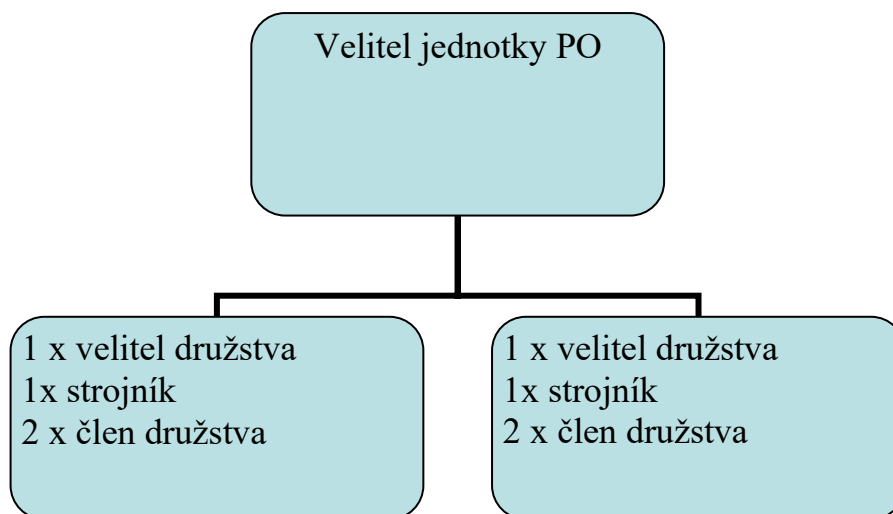 Velitel jednotky PO
1 x velitel družstva
1x strojník
2 x člen družstva
1 x velitel družstva
1x strojník
2 x člen družstva